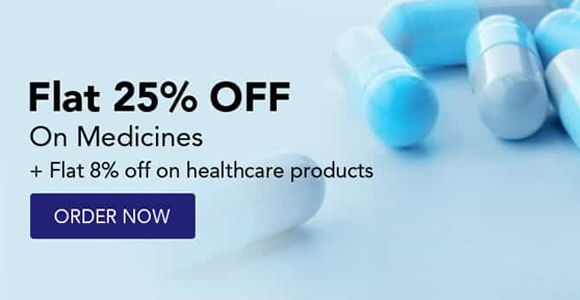 Flat 25% OFF
On Medicines
+ Flat 8% off on healthcare products
ORDER NOW